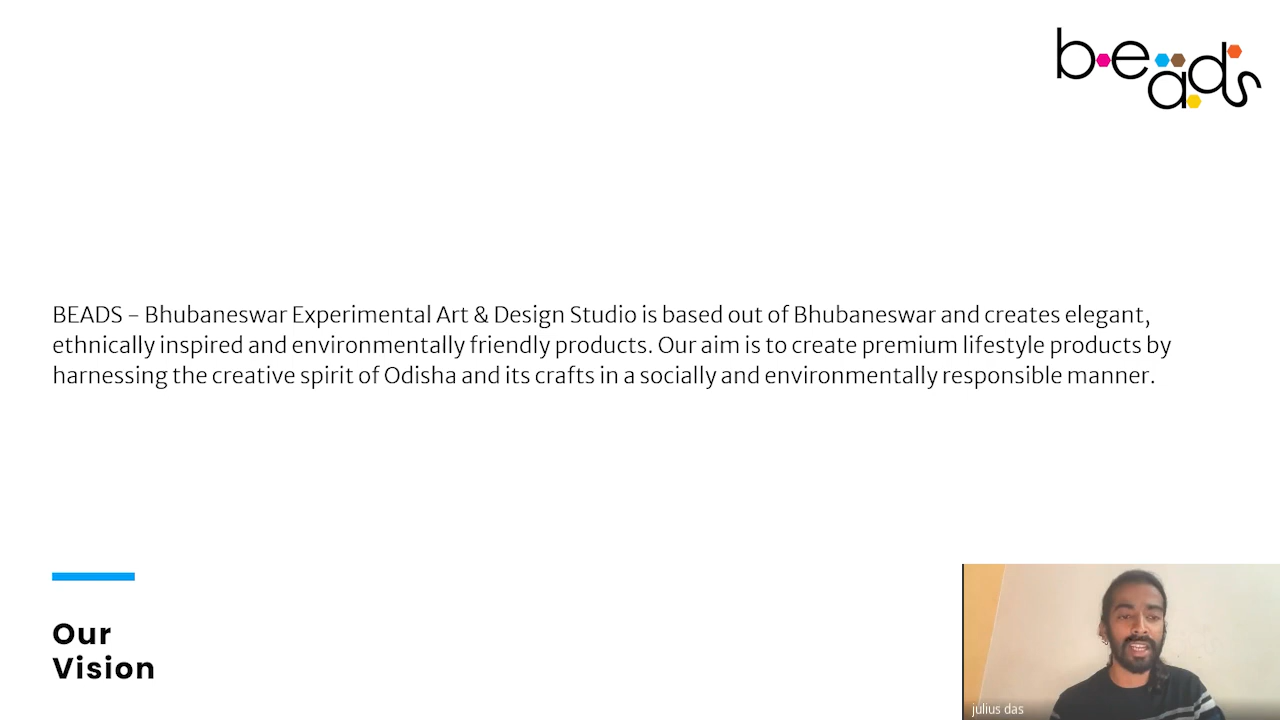 beads
BEADS – Bhubaneswar Experimental Art & Design Studio is based out of Bhubaneswar and creates elegant,
ethnically inspired and environmentally friendly products. Our aim is to create premium lifestyle products by
harnessing the creative spirit of Odisha and its crafts in a socially and environmentally responsible manner.
Our
Vision
julius das